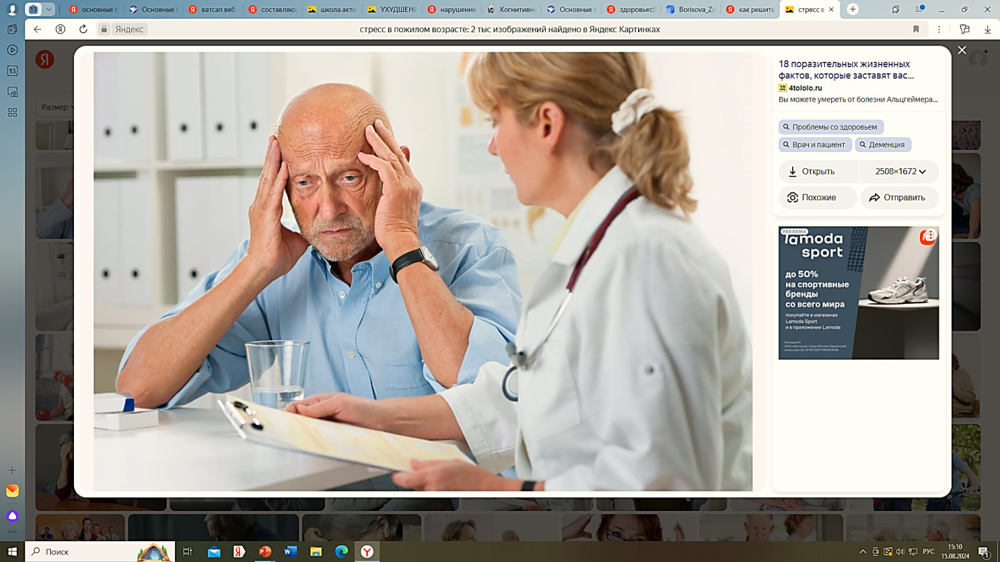 13
основные п
Основные г
ватсап веб
составляю
школа акти
УХУДШЕНИ
нарушение
Когнитивнь
Основные г
здоровьесб
Borisova_Zo
как решить
стресс в
Яндекс
стресс в пожилом возрасте: 2 тыс изображений найдено в Яндекс Картинках
Я
13
Размер
18 поразительных жизненных
фактов, которые заставят вас...
4tololo.ru
Вы можете умереть от болезни Альцгеймера...
Проблемы со здоровьем
Врач и пациент
Деменция
Открыть
2508×1672
Похожие
Отправить
РЕКЛАМА
lamoda
sport
до 50%
на спортивные
бренды
со всего мира
покупайте в магазинах
Lamoda Sport
и в приложении Lamoda
Поиск
РУС
15:10
15.08.2024
1